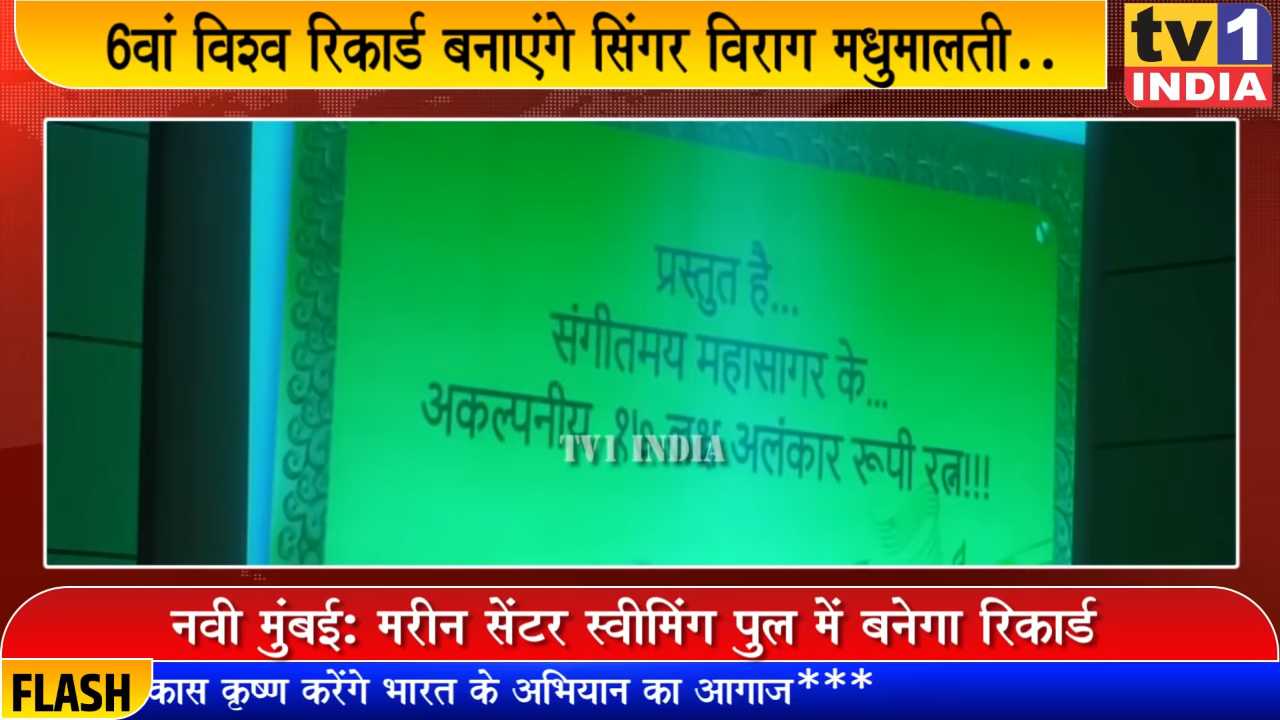 6वां विश्व रिकार्ड बनाएंगे सिंगर विराग मधुमालती..
tv1
INDIA
प्रस्तुत है...
संगीतमय महासागर के...
अकल्पनीय लक्ष अलंकार रूपी रत्न!!!
TV1 INDIA
नवी मुंबई: मरीन सेंटर स्वीमिंग पुल में बनेगा रिकार्ड
FLASH
कास कृष्ण करेंगे भारत के अभियान का आगाज***